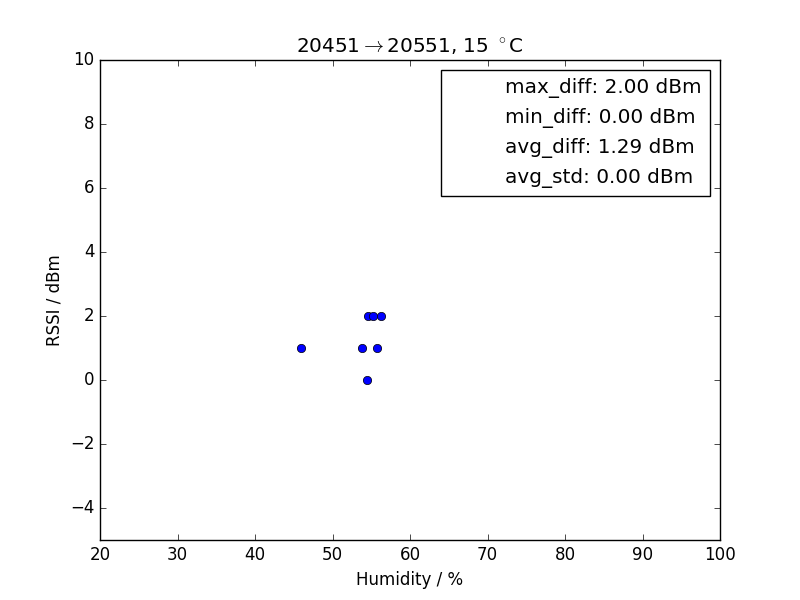 20451→20551, 15 °C
max_diff: 2.00 dBm
min_diff: 0.00 dBm
avg_diff: 1.29 dBm
avg_std: 0.00 dBm
10
8
6
4
2
0
−2
−4
RSSI / dBm
20 30 40 50 60 70 80 90 100
Humidity / %